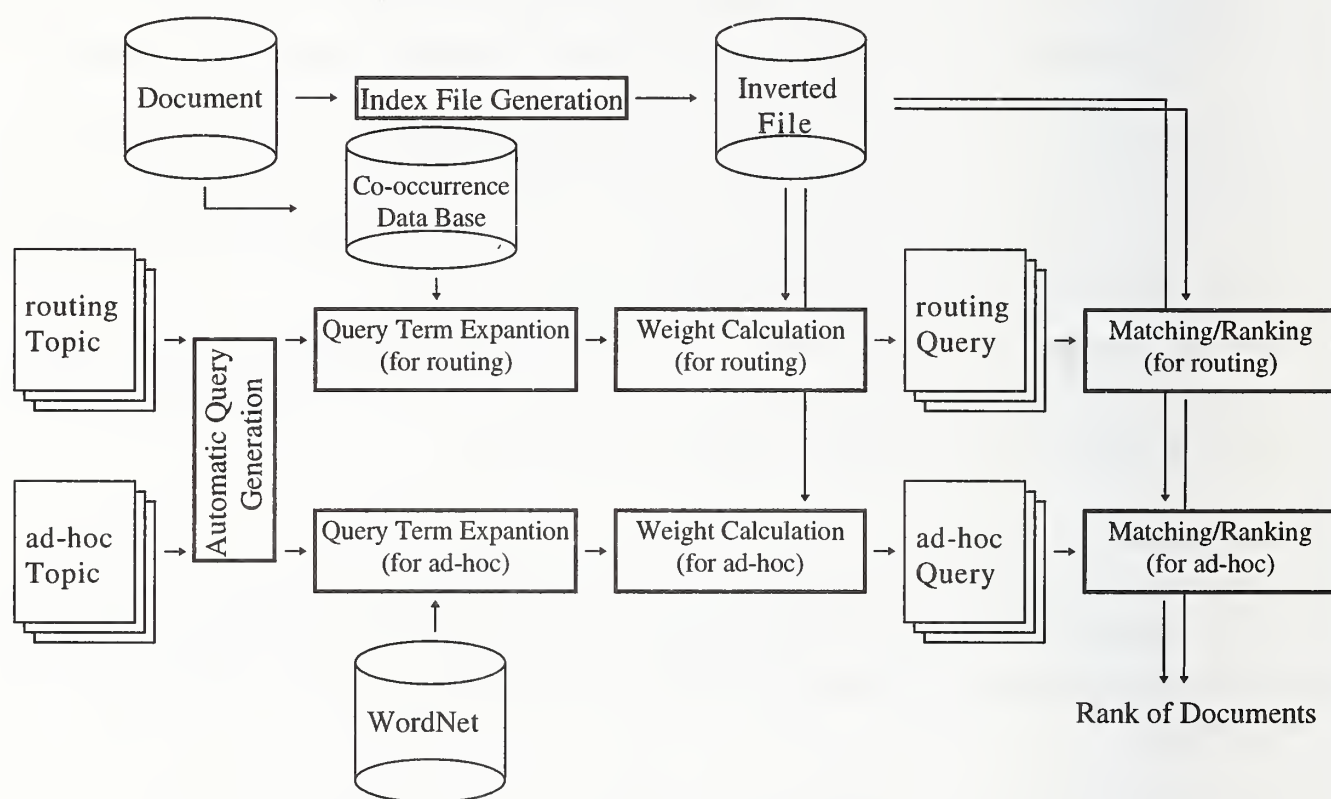 Document
Index File Generation
Inverted
File
Co-occurrence
Data Base
routing
Topic
Automatic Query
Generation
Query Term Expantion
(for routing)
Weight Calculation
(for routing)
routing
Query
Matching/Ranking
(for routing)
ad-hoc
Topic
Query Term Expantion
(for ad-hoc)
Weight Calculation
(for ad-hoc)
ad-hoc
Query
Matching/Ranking
(for ad-hoc)
WordNet
Rank of Documents